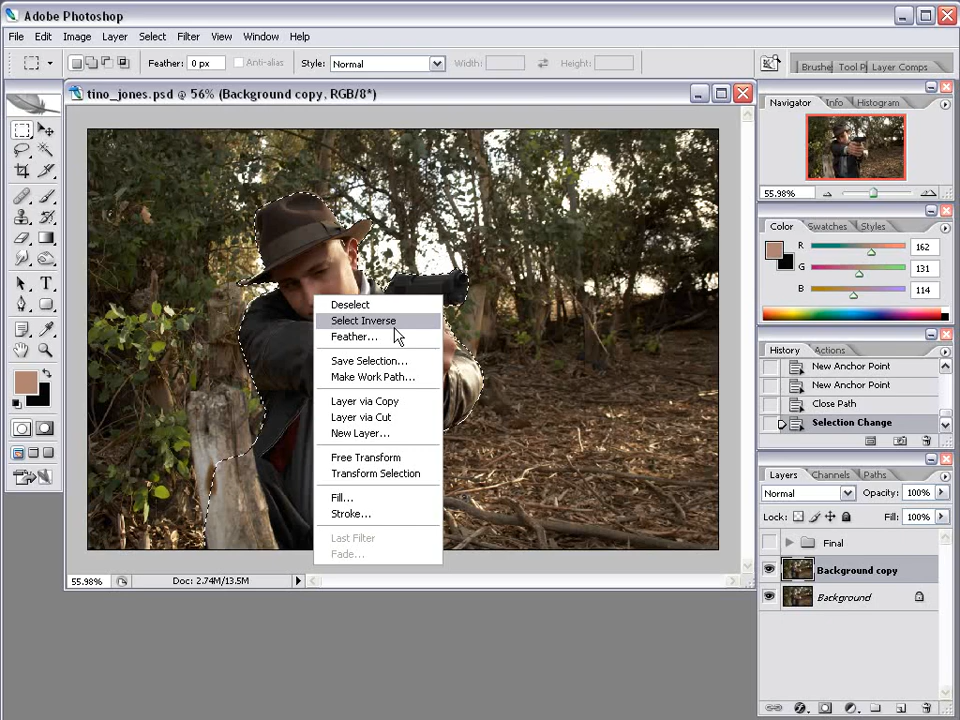 Adobe Photoshop
File Edit Image Layer Select Filter View Window Help
Feather: 0 px Anti-alias Style: Normal Width: Height: Brushe Tool P Layer Comps
tino_jones.psd @ 56% (Background copy, RGB/8*)
Navigator Info Histogram
55.98%
Color Swatches Styles
R 162
G 131
B 114
History Actions
New Anchor Point
New Anchor Point
Close Path
Selection Change
Layers Channels Paths
Normal Opacity: 100%
Lock: Fill: 100%
Final
Background copy
Background
Deselect
Select Inverse
Feather...
Save Selection...
Make Work Path...
Layer via Copy
Layer via Cut
New Layer...
Free Transform
Transform Selection
Fill...
Stroke...
Last Filter
Fade...
55.98% Doc: 2.74M/13.5M